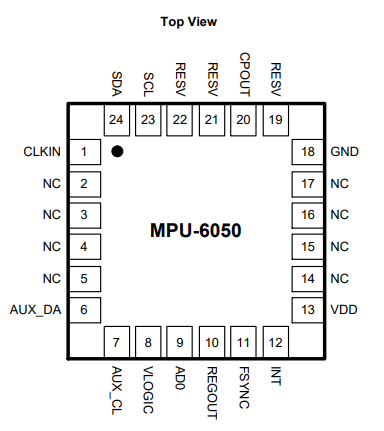 Top View
SDA SCL RESV RESV CPOUT RESV
24 23 22 21 20 19
CLKIN 1 18 GND
NC 2 17 NC
NC 3 16 NC
MPU-6050
NC 4 15 NC
NC 5 14 NC
AUX_DA 6 13 VDD
7 8 9 10 11 12
AUX_CL VLOGIC AD0 REGOUT FSYNC INT